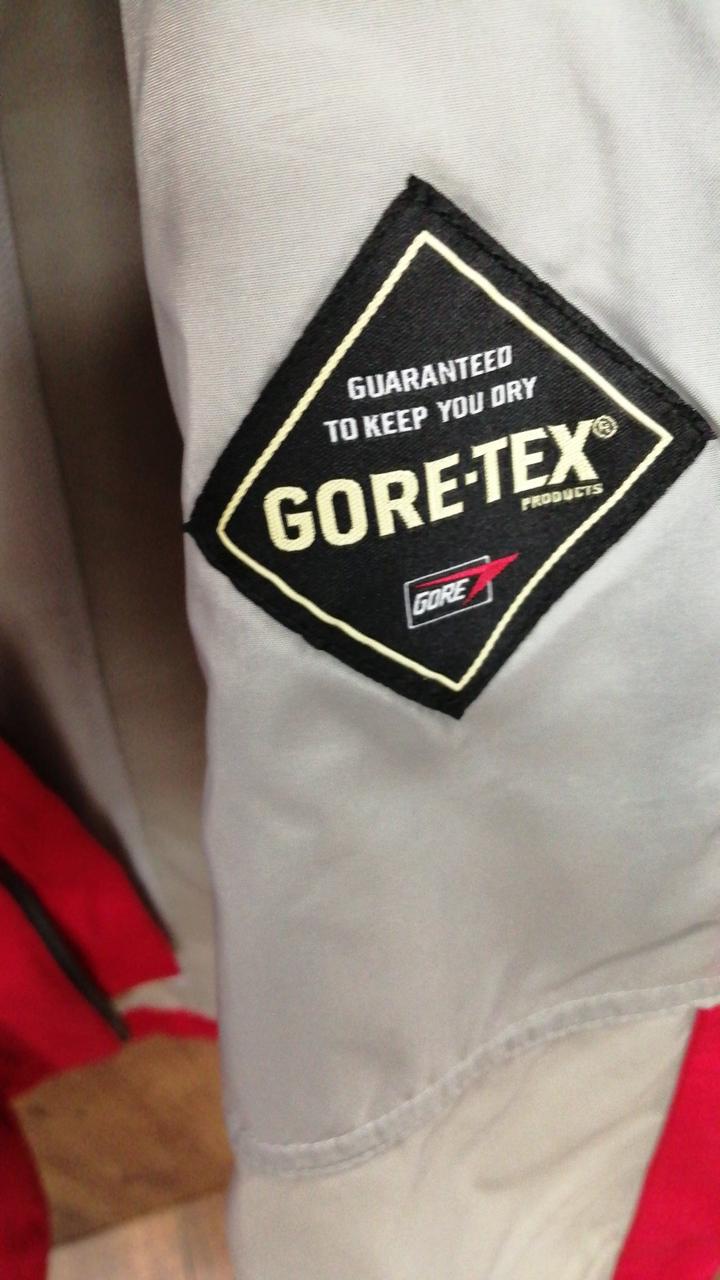 GUARANTEED
TO KEEP YOU DRY
GORE-TEX®
PRODUCTS
GORE